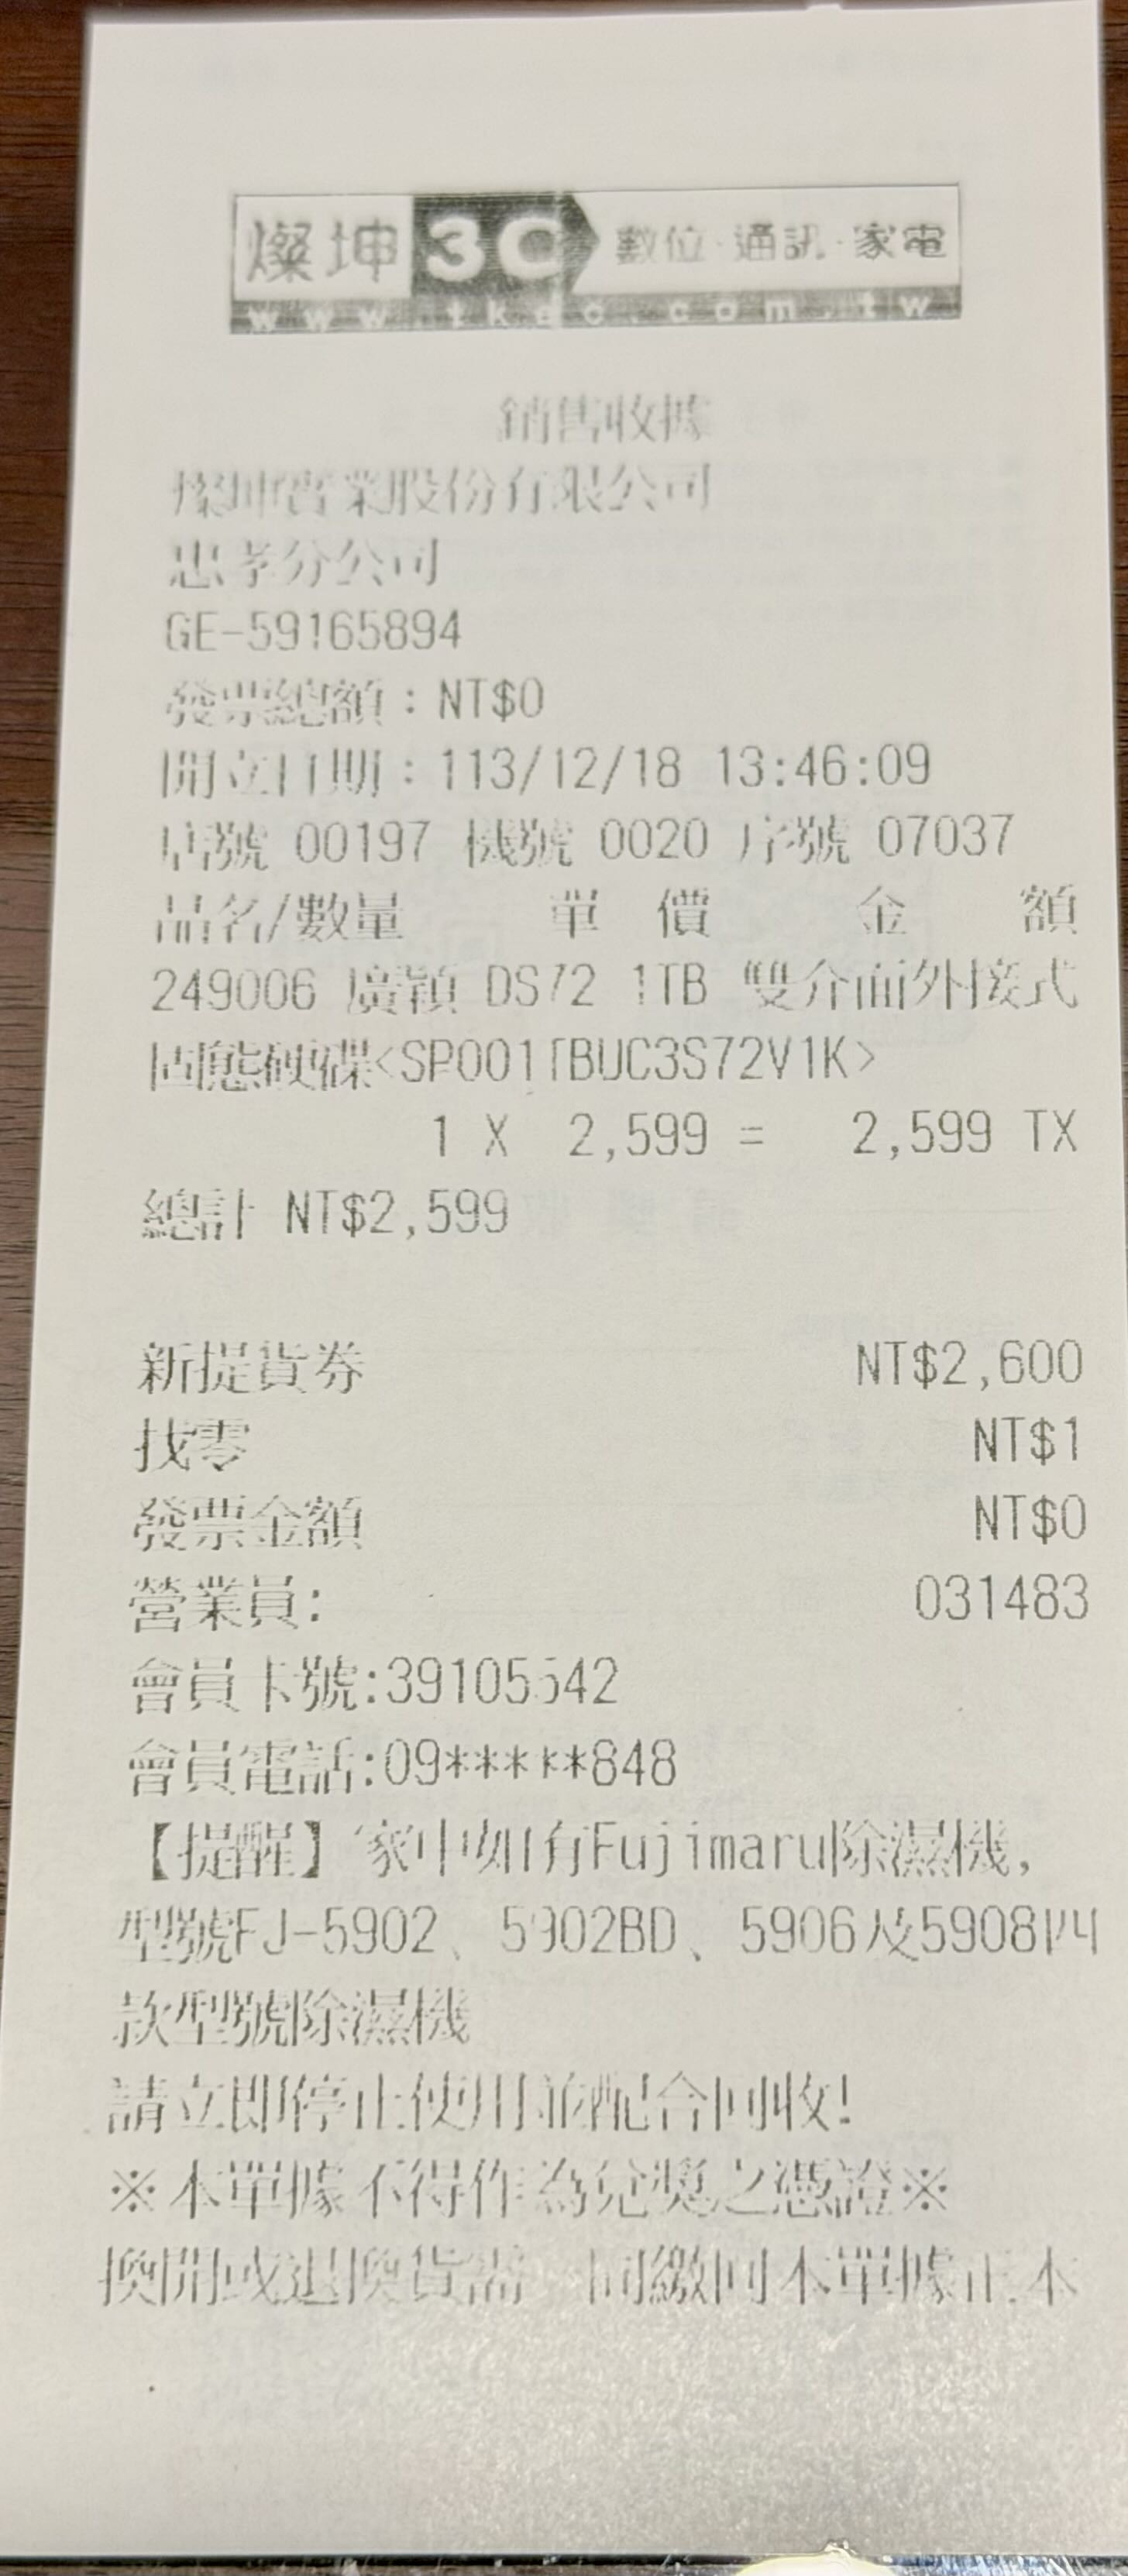 燦坤 3C 數位·通訊·家電
www.tkec.com.tw
銷售收據
燦坤實業股份有限公司
忠孝分公司
GE-59165894
發票總額：NT$0
開立日期：113/12/18 13:46:09
店號 00197 機號 0020 序號 07037
品名/數量 單 價 金 額
249006 廣穎 DS72 1TB 雙介面外接式
固態硬碟<SP001TBUC3S72V1K>
1 X 2,599 = 2,599 TX
總計 NT$2,599
新提貨券 NT$2,600
找零 NT$1
發票金額 NT$0
營業員: 031483
會員卡號:39105542
會員電話:09*****848
【提醒】家中如有Fujimaru除濕機,
型號FJ-5902、5902BD、5906及5908四
款型號除濕機
請立即停止使用並配合回收!
※本單據不得作為兌獎之憑證※
換開或退換貨需一同繳回本單據正本